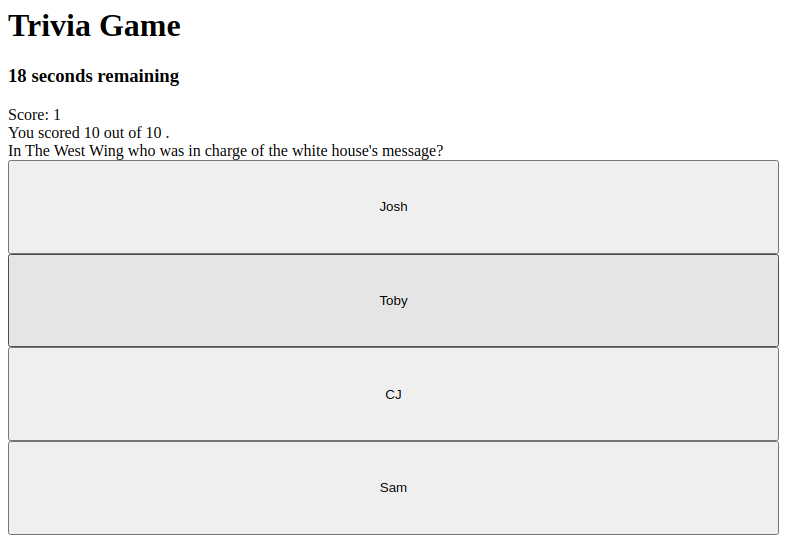 Trivia Game
18 seconds remaining
Score: 1
You scored 10 out of 10 .
In The West Wing who was in charge of the white house's message?
Josh
Toby
CJ
Sam